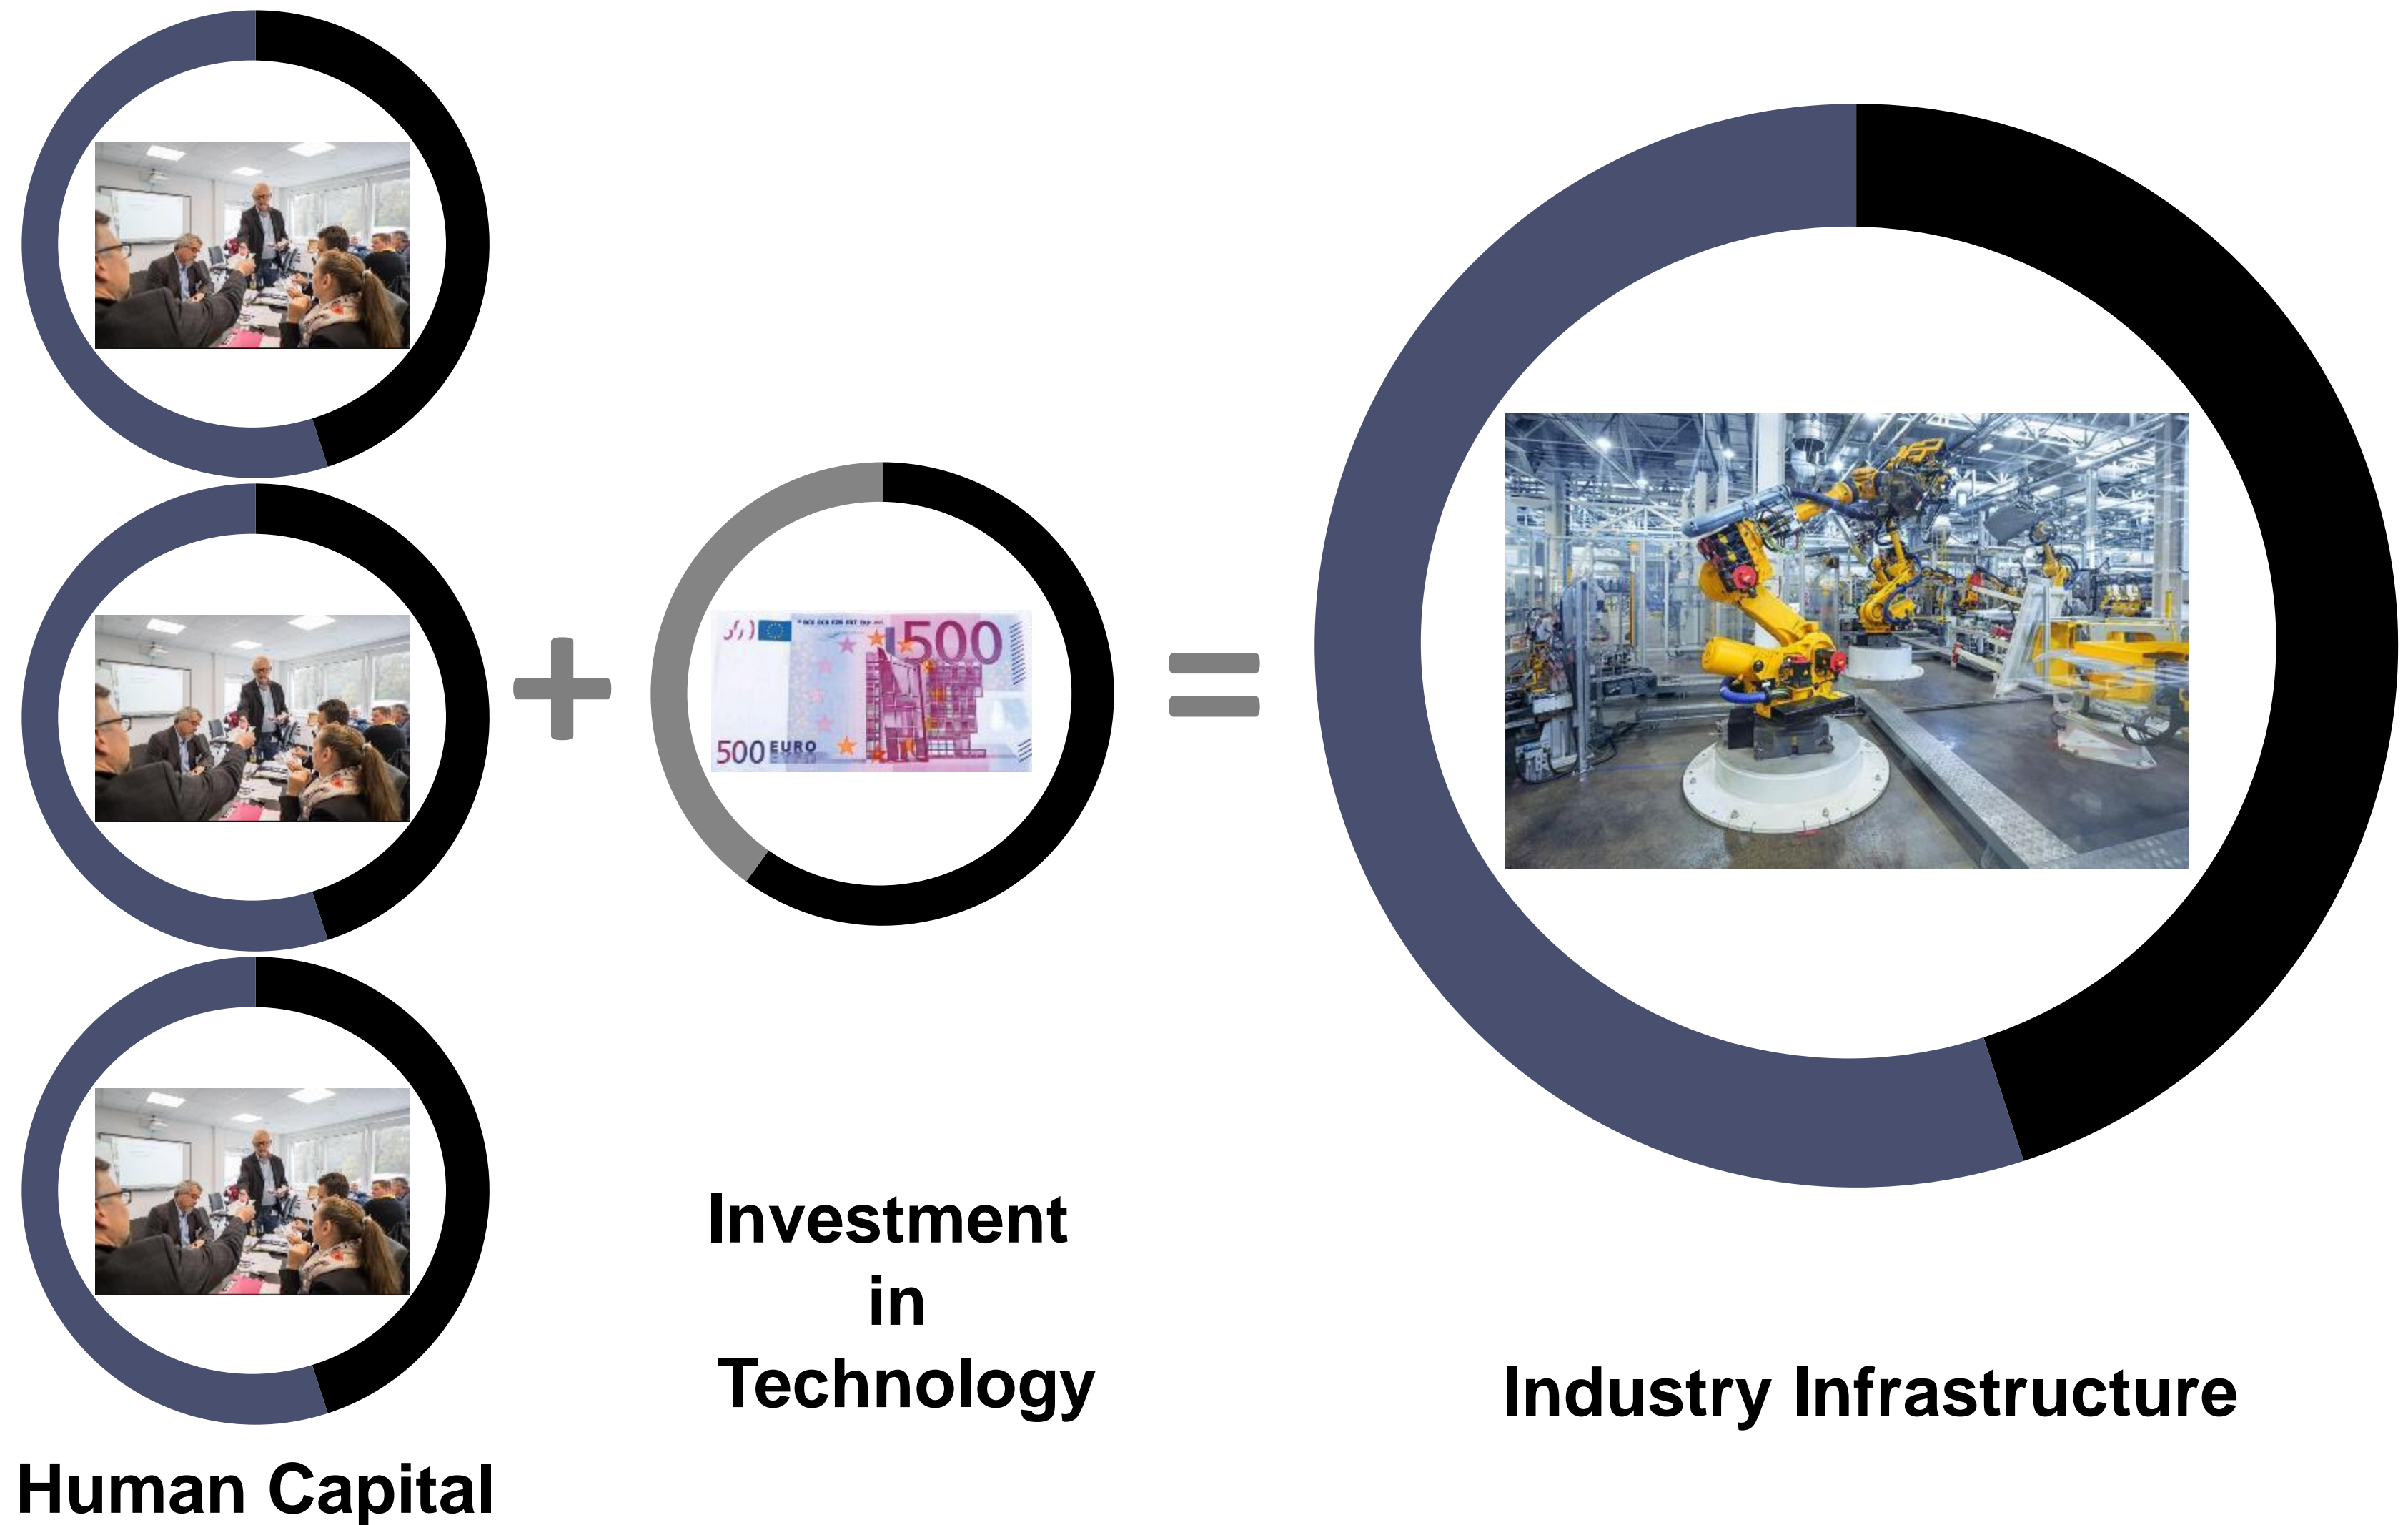 500
500 EURO
+
=
Investment
in
Technology
Industry Infrastructure
Human Capital